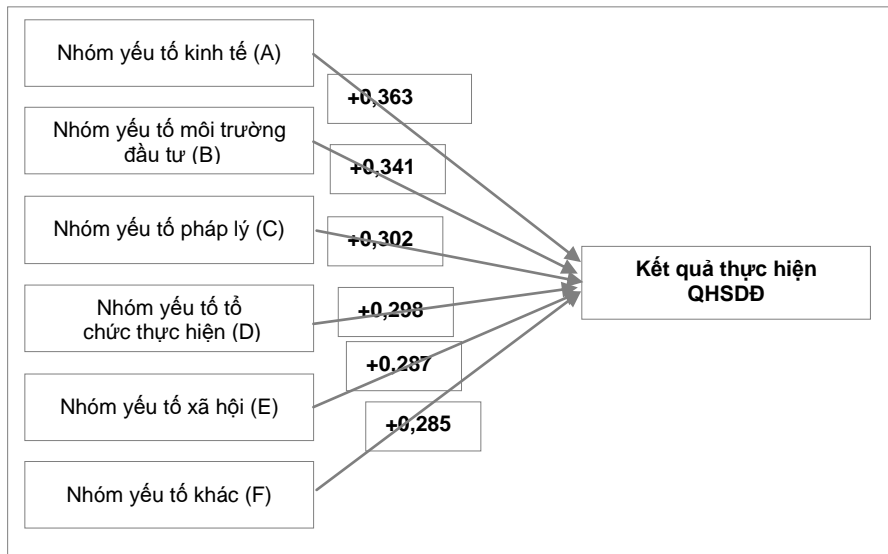 Nhóm yếu tố kinh tế (A)
+0,363
Nhóm yếu tố môi trường
đầu tư (B)
+0,341
Nhóm yếu tố pháp lý (C)
+0,302
Kết quả thực hiện
QHSDĐ
Nhóm yếu tố tổ
chức thực hiện (D)
+0,298
+0,287
Nhóm yếu tố xã hội (E)
+0,285
Nhóm yếu tố khác (F)